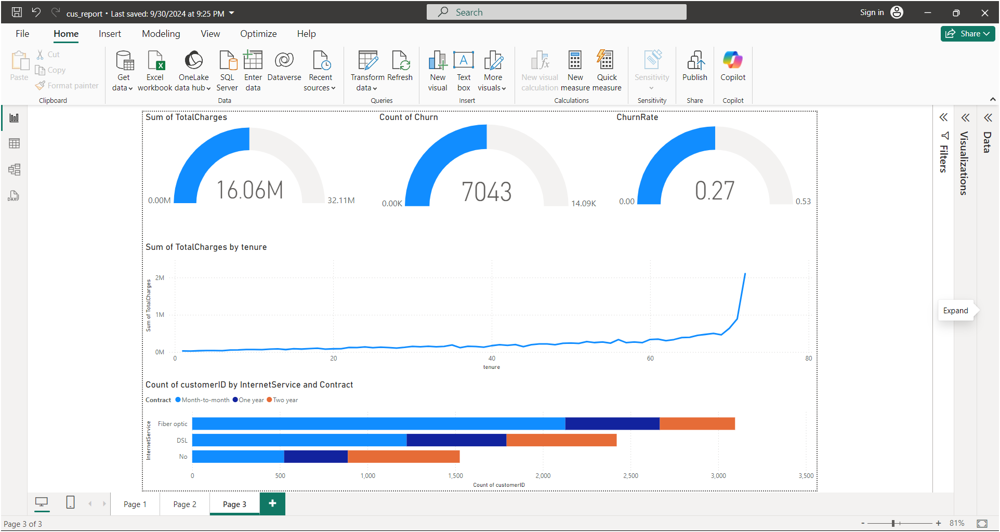 cus_report • Last saved: 9/30/2024 at 9:25 PM
Search
Sign in
File Home Insert Modeling View Optimize Help
Share
Paste
Cut
Copy
Format painter
Clipboard
Get data
Excel workbook
OneLake data hub
SQL Server
Enter data
Dataverse
Recent sources
Data
Transform data
Refresh
Queries
New visual
Text box
More visuals
Insert
New visual calculation
New measure
Quick measure
Calculations
Sensitivity
Sensitivity
Publish
Share
Copilot
Copilot
Sum of TotalCharges
0.00M
16.06M
32.11M
Count of Churn
0.00K
7043
14.09K
ChurnRate
0.00
0.27
0.53
Sum of TotalCharges by tenure
Sum of TotalCharges
2M
1M
0M
0 20 40 60 80
tenure
Count of customerID by InternetService and Contract
Contract Month-to-month One year Two year
InternetService
Fiber optic
DSL
No
0 500 1,000 1,500 2,000 2,500 3,000 3,500
Count of customerID
Filters
Visualizations
Data
Expand
Page 1 Page 2 Page 3 +
Page 3 of 3
- + 81%
DAX